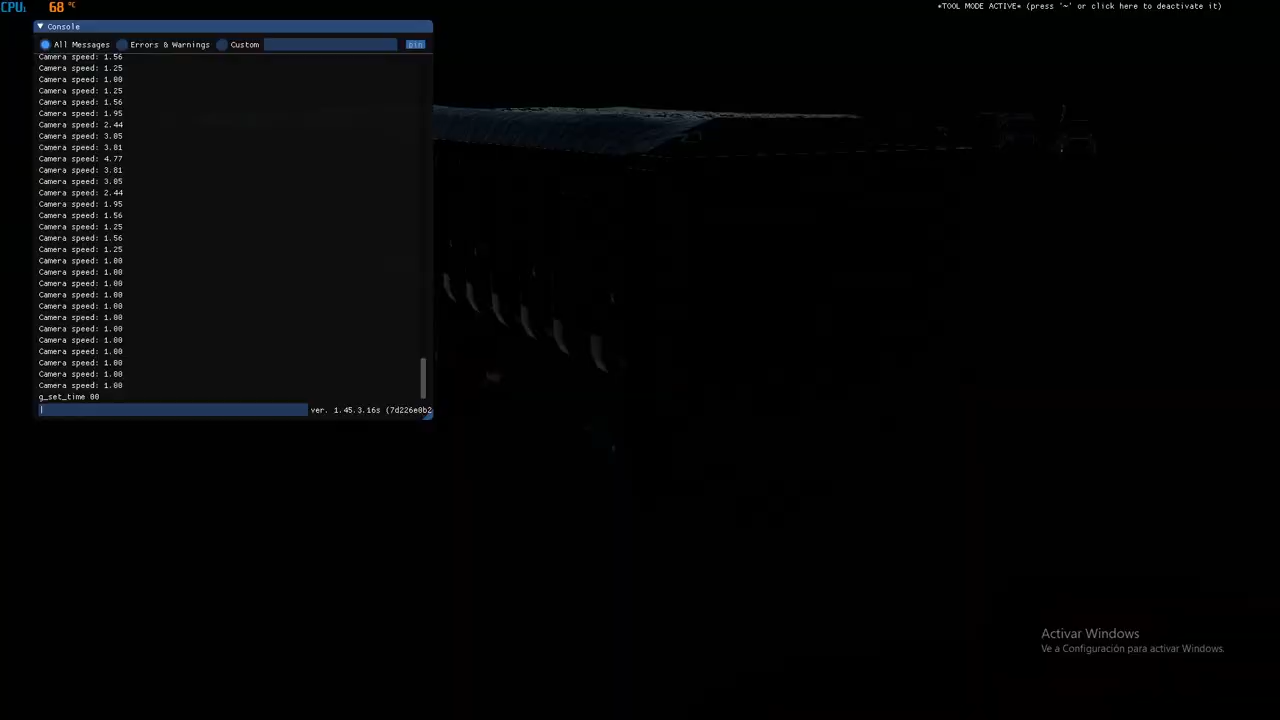 CPU: 68 °C
*TOOL MODE ACTIVE* (press '~' or click here to deactivate it)
Console
All Messages Errors & Warnings Custom pin
Camera speed: 1.56
Camera speed: 1.25
Camera speed: 1.00
Camera speed: 1.25
Camera speed: 1.56
Camera speed: 1.95
Camera speed: 2.44
Camera speed: 3.05
Camera speed: 3.81
Camera speed: 4.77
Camera speed: 3.81
Camera speed: 3.05
Camera speed: 2.44
Camera speed: 1.95
Camera speed: 1.56
Camera speed: 1.25
Camera speed: 1.56
Camera speed: 1.25
Camera speed: 1.00
Camera speed: 1.00
Camera speed: 1.00
Camera speed: 1.00
Camera speed: 1.00
Camera speed: 1.00
Camera speed: 1.00
Camera speed: 1.00
Camera speed: 1.00
Camera speed: 1.00
Camera speed: 1.00
Camera speed: 1.00
g_set_time 00
ver. 1.45.3.16s (7d226e0b2
Activar Windows
Ve a Configuración para activar Windows.